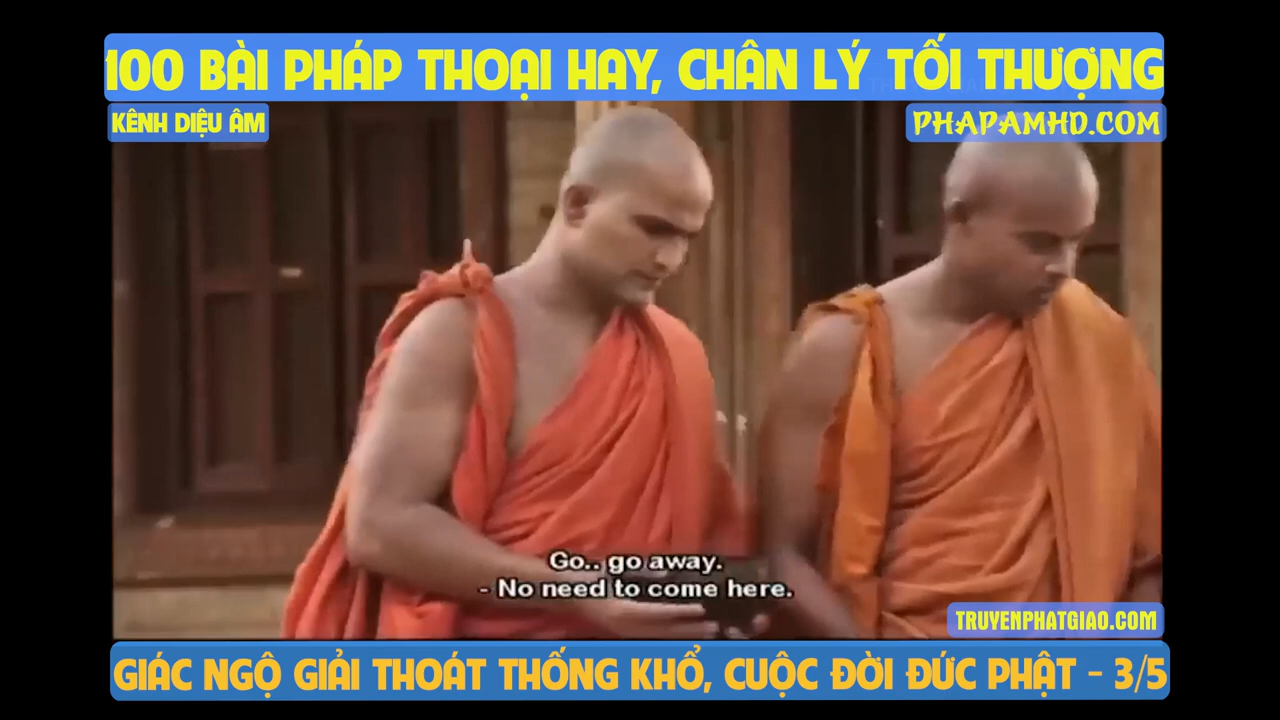 100 BÀI PHÁP THOẠI HAY, CHÂN LÝ TỐI THƯỢNG
KÊNH DIỆU ÂM
PHAPAMHD.COM
Go.. go away.
- No need to come here.
TRUYENPHATGIAO.COM
GIÁC NGỘ GIẢI THOÁT THỐNG KHỔ, CUỘC ĐỜI ĐỨC PHẬT - 3/5